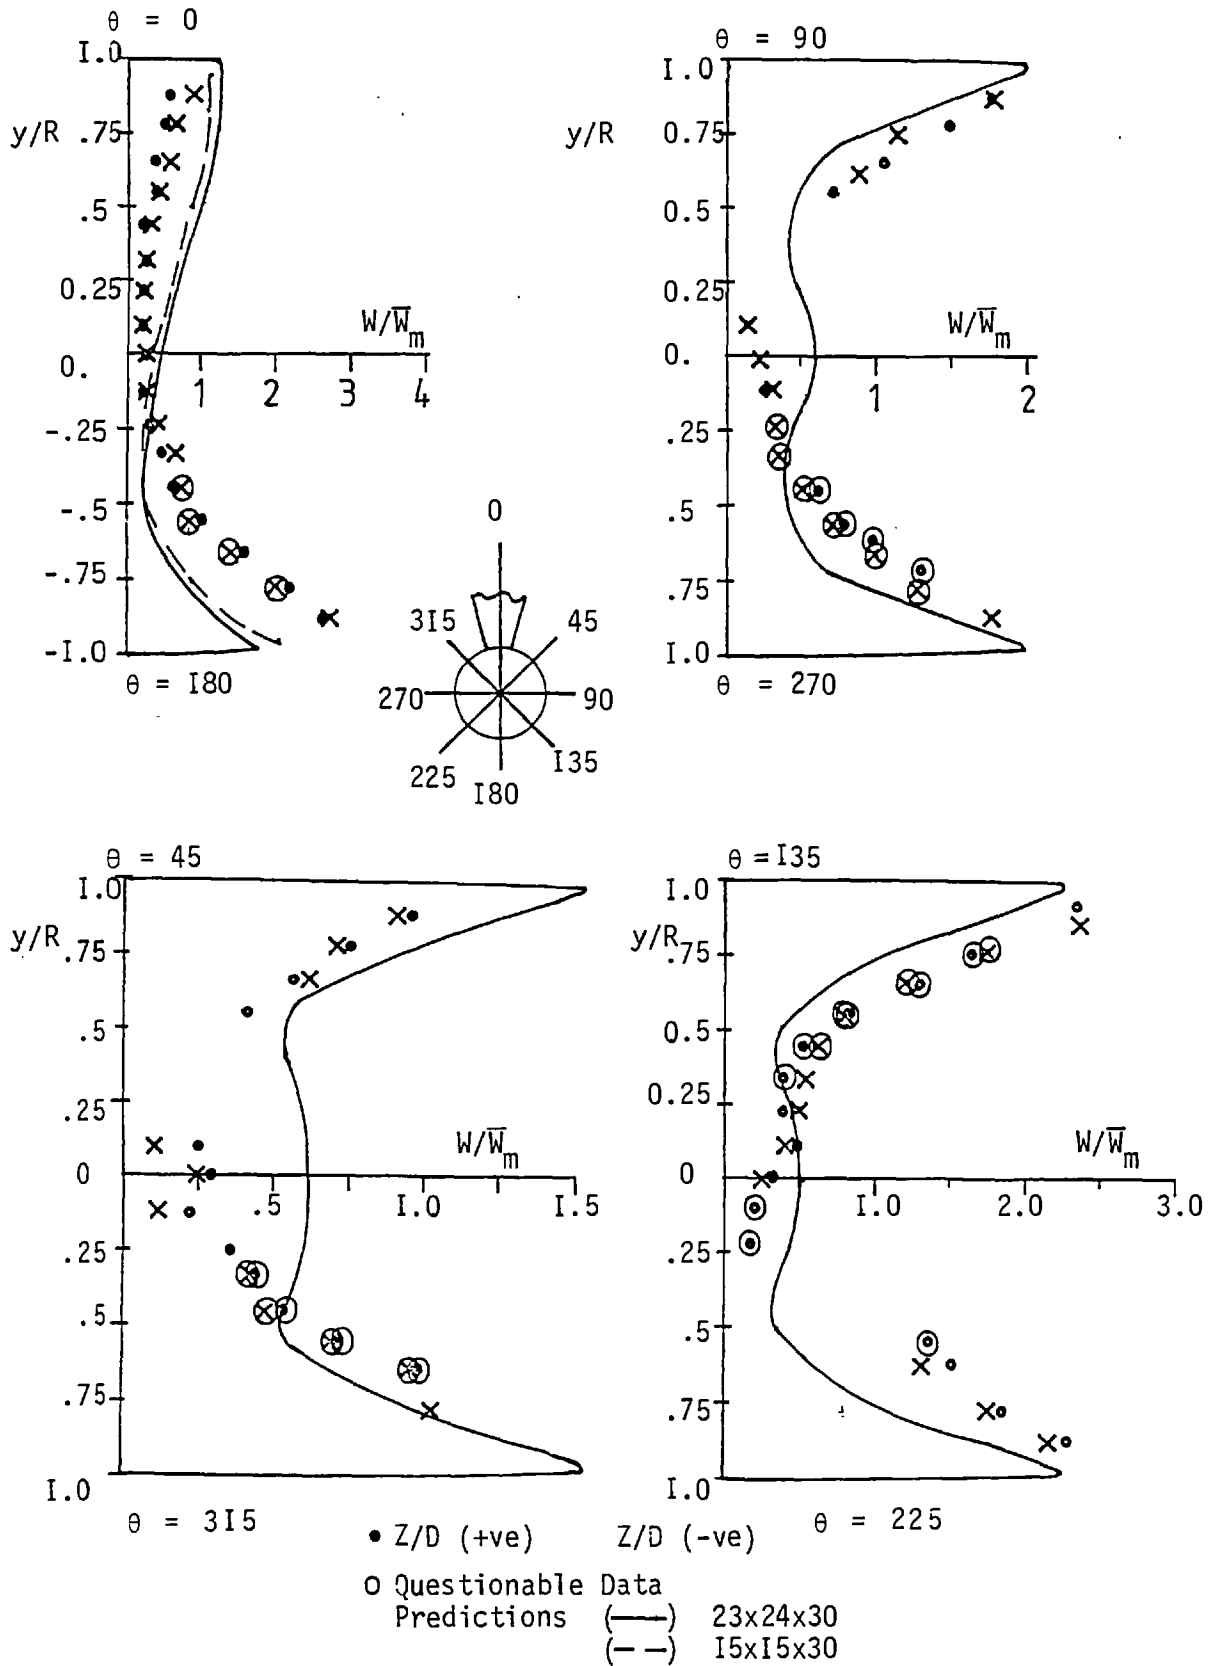 θ = 0
I.0
y/R .75
.5
0.25
W/W̅m
0.
1 2 3 4
-.25
-.5
-.75
-I.0
θ = I80
θ = 90
I.0
y/R 0.75
0.5
0.25
W/W̅m
0.
1 2
.25
.5
.75
I.0
θ = 270
0
3I5 45
270 90
225 I35
I80
θ = 45
I.0
y/R .75
.5
.25
W/W̅m
0
.5 I.0 I.5
.25
.5
.75
I.0
θ = 3I5
θ =I35
I.0
y/R .75
0.5
0.25
W/W̅m
0
I.0 2.0 3.0
.25
.5
.75
I.0
θ = 225
Z/D (+ve) Z/D (-ve)
Questionable Data
Predictions (——) 23x24x30
(– –) I5xI5x30